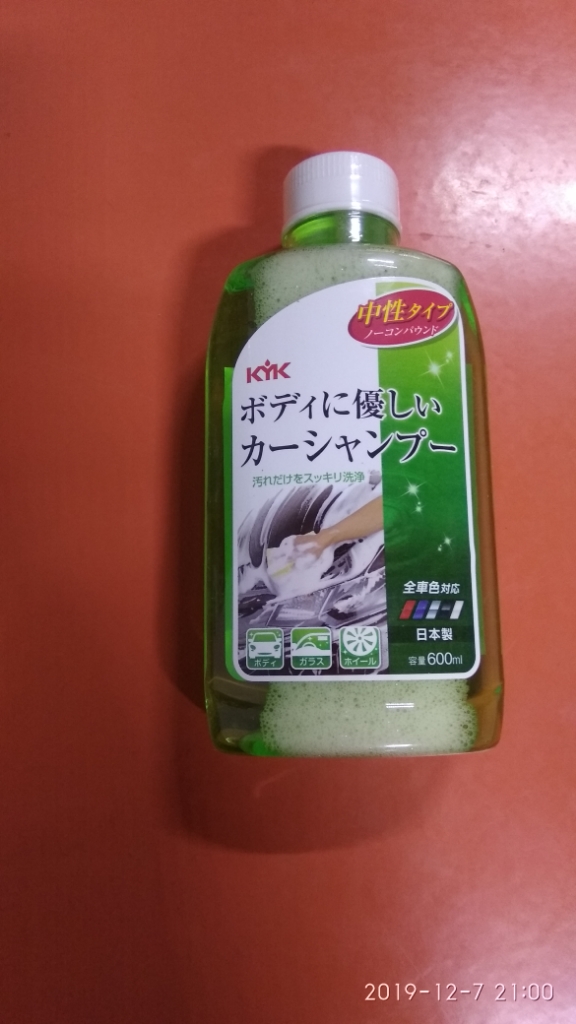 中性タイプ
ノーコンパウンド
KYK
ボディに優しい
カーシャンプー
汚れだけをスッキリ洗浄
全車色対応
日本製
ボディ ガラス ホイール
容量600ml
2019-12-7 21:00